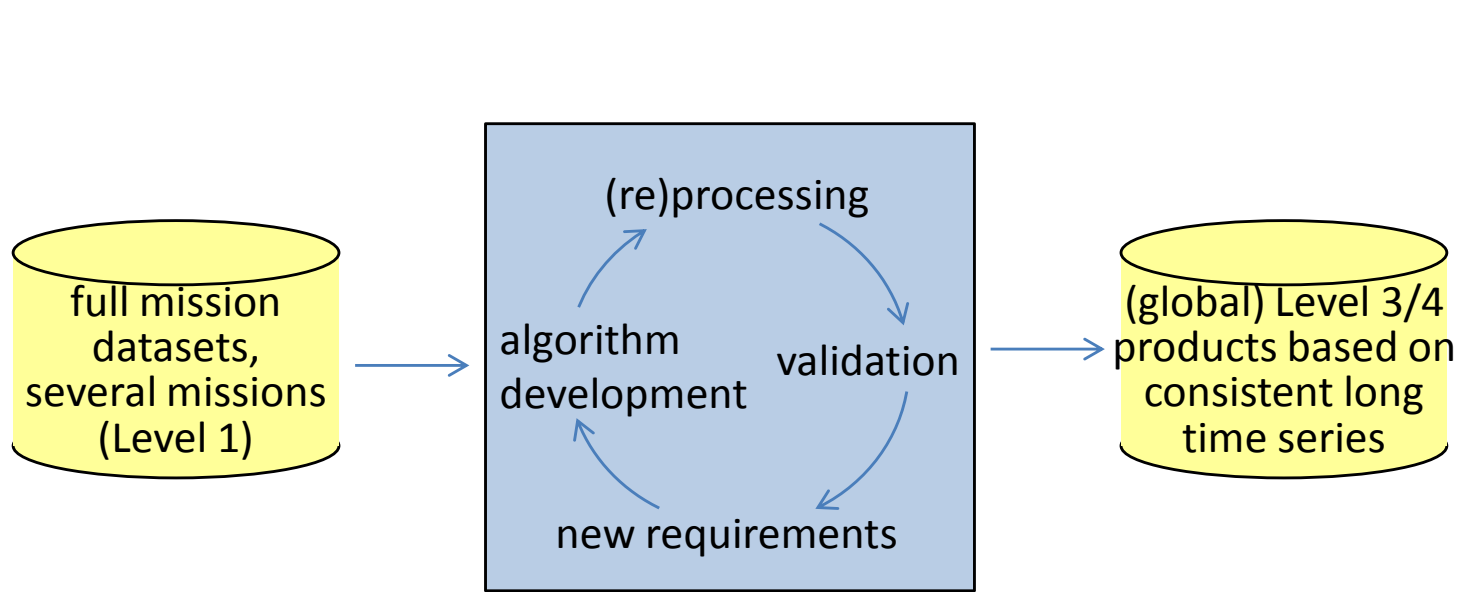 full mission
datasets,
several missions
(Level 1)
(re)processing
algorithm
development
validation
new requirements
(global) Level 3/4
products based on
consistent long
time series